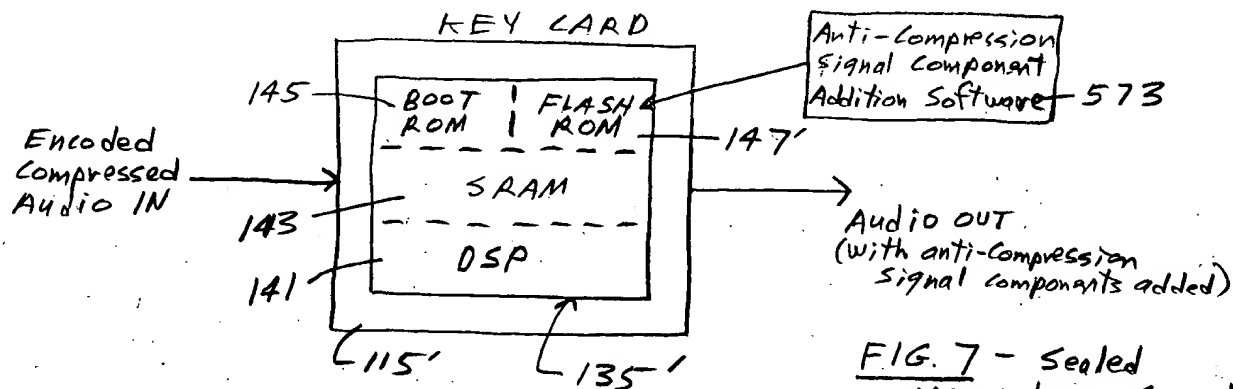 KEY CARD
Anti-Compression
Signal Component
Addition Software 573
145
BOOT
ROM
FLASH
ROM
147'
Encoded
Compressed
Audio IN
SRAM
143
DSP
141
Audio OUT
(with anti-compression
signal components added)
115'
135'
FIG. 7 - Sealed